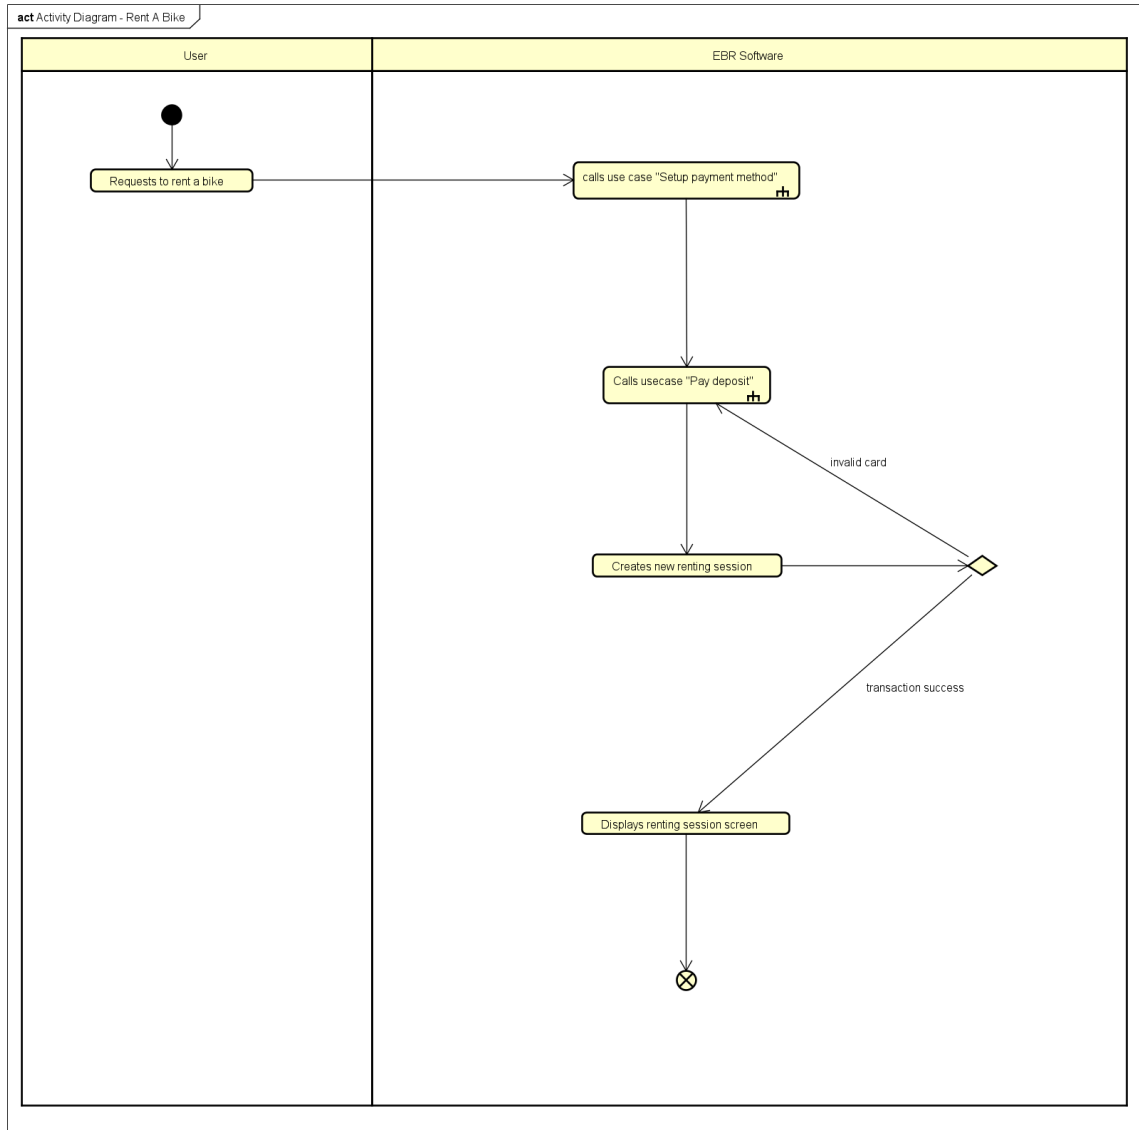 act Activity Diagram - Rent A Bike
User
EBR Software
Requests to rent a bike
calls use case "Setup payment method"
Calls usecase "Pay deposit"
invalid card
Creates new renting session
transaction success
Displays renting session screen